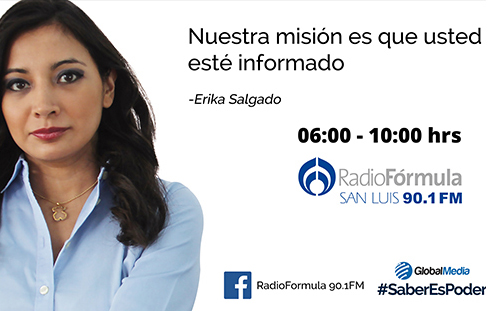 Nuestra misión es que usted
esté informado
-Erika Salgado
06:00 - 10:00 hrs
RadioFórmula
SAN LUIS 90.1 FM
RadioFormula 90.1FM
GlobalMedia
#SaberEsPoder